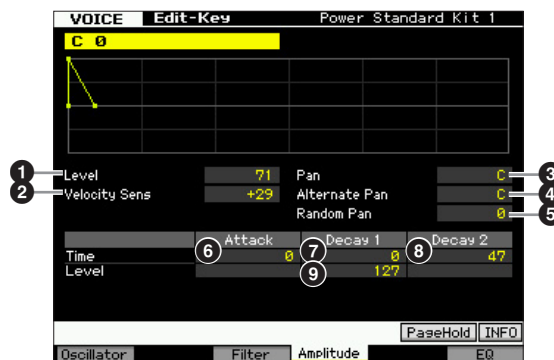 VOICE Edit-Key Power Standard Kit 1
C 0
1 Level 71 Pan C 3
2 Velocity Sens +29 Alternate Pan C 4
Random Pan 0 5
Attack Decay 1 Decay 2
Time 6 0 7 0 8 47
Level 9 127
PageHold INFO
Oscillator Filter Amplitude EQ